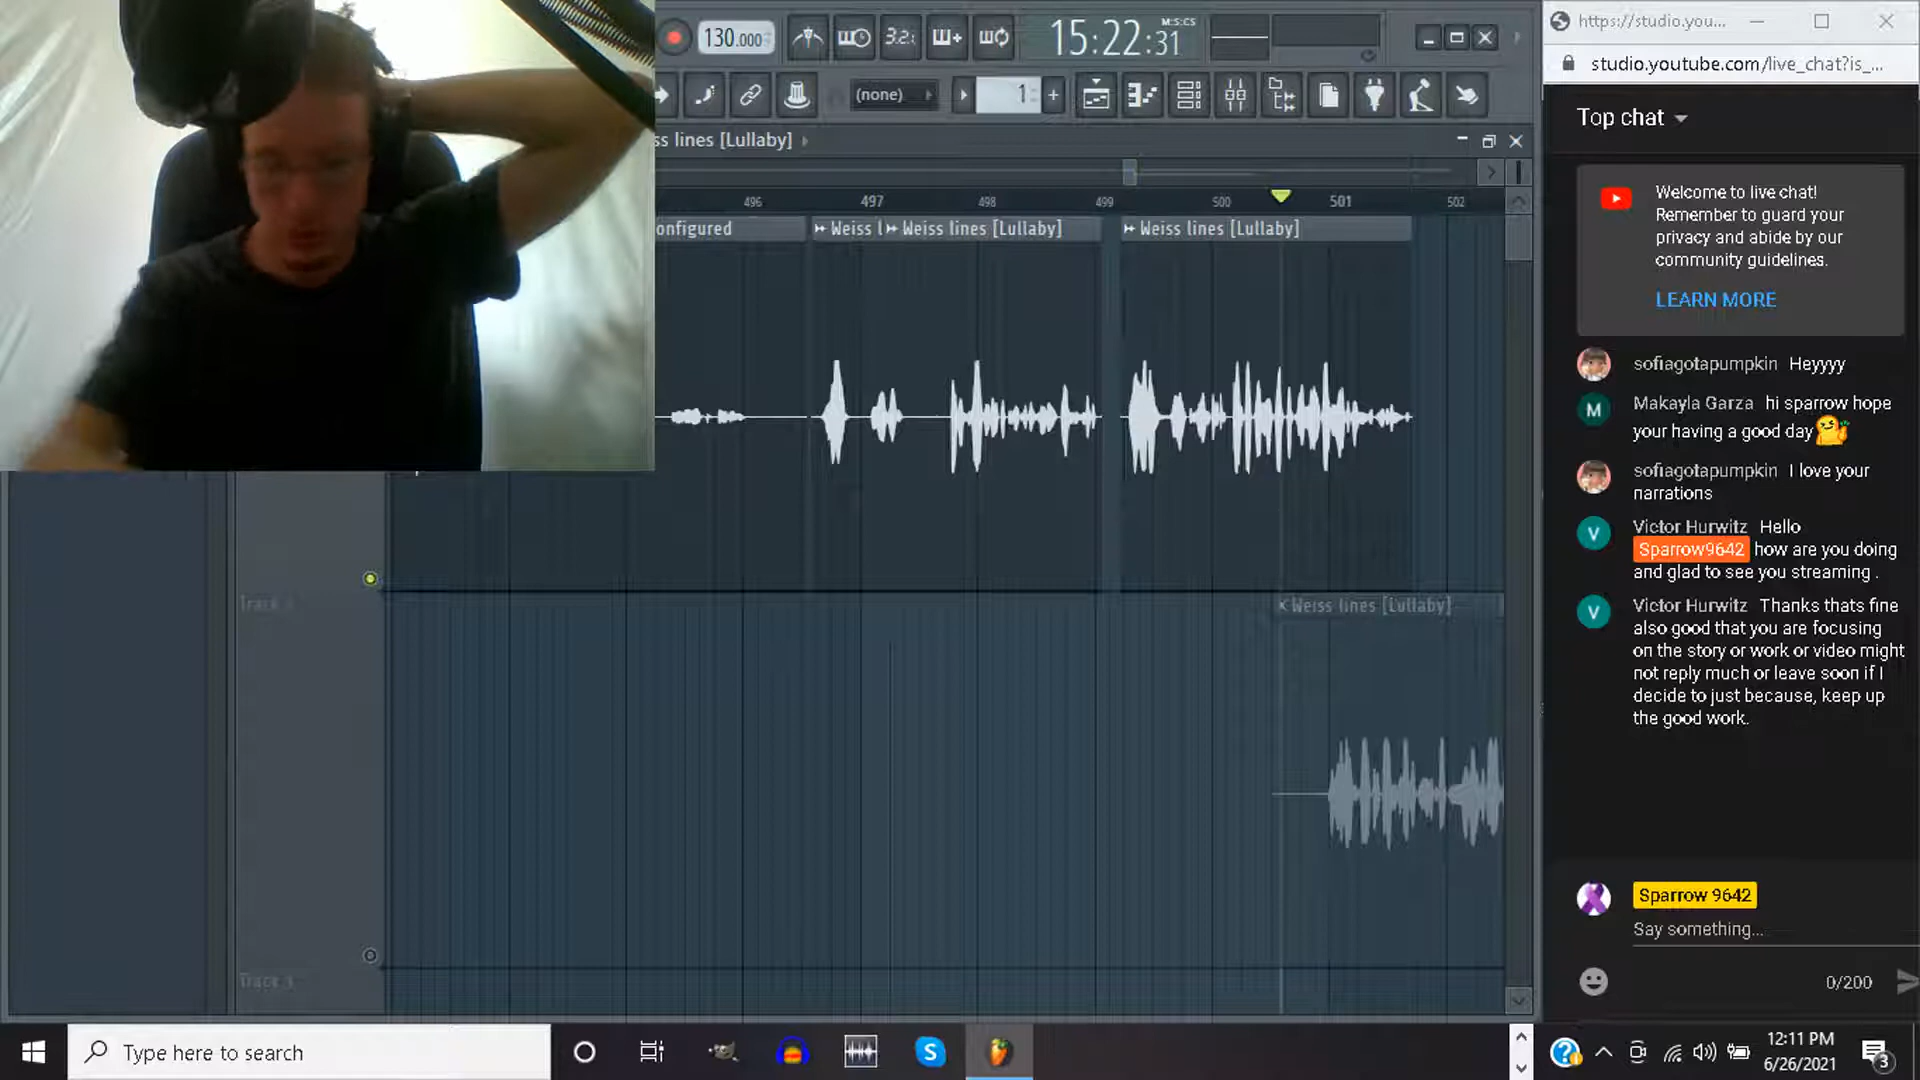 130.000
3.2:
15:22:31
M:S:CS
(none)
1
ss lines [Lullaby]
496
497
498
499
500
501
502
onfigured
Weiss l
Weiss lines [Lullaby]
Weiss lines [Lullaby]
Track
Weiss lines [Lullaby]
Track
https://studio.you...
studio.youtube.com/live_chat?is_...
Top chat
Welcome to live chat!
Remember to guard your
privacy and abide by our
community guidelines.
LEARN MORE
sofiagotapumpkin Heyyyy
M
Makayla Garza hi sparrow hope
your having a good day
sofiagotapumpkin I love your
narrations
V
Victor Hurwitz Hello
Sparrow9642 how are you doing
and glad to see you streaming .
V
Victor Hurwitz Thanks thats fine
also good that you are focusing
on the story or work or video might
not reply much or leave soon if I
decide to just because, keep up
the good work.
Sparrow 9642
Say something...
0/200
Type here to search
S
12:11 PM
6/26/2021
3